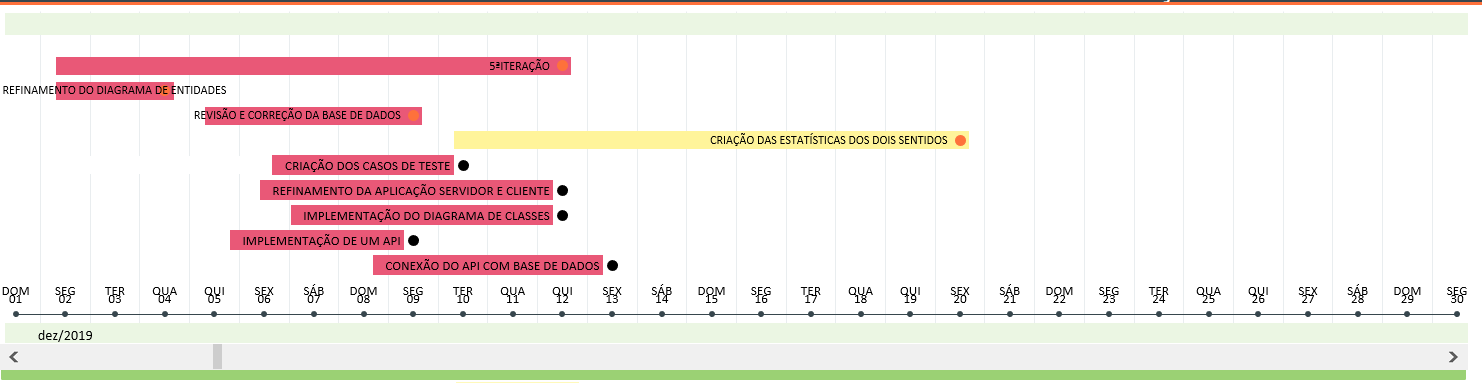 5ªITERAÇÃO
REFINAMENTO DO DIAGRAMA DE ENTIDADES
REVISÃO E CORREÇÃO DA BASE DE DADOS
CRIAÇÃO DAS ESTATÍSTICAS DOS DOIS SENTIDOS
CRIAÇÃO DOS CASOS DE TESTE
REFINAMENTO DA APLICAÇÃO SERVIDOR E CLIENTE
IMPLEMENTAÇÃO DO DIAGRAMA DE CLASSES
IMPLEMENTAÇÃO DE UM API
CONEXÃO DO API COM BASE DE DADOS
DOM SEG TER QUA QUI SEX SÁB DOM SEG TER QUA QUI SEX SÁB DOM SEG TER QUA QUI SEX SÁB DOM SEG TER QUA QUI SEX SÁB DOM SEG
01 02 03 04 05 06 07 08 09 10 11 12 13 14 15 16 17 18 19 20 21 22 23 24 25 26 27 28 29 30
dez/2019